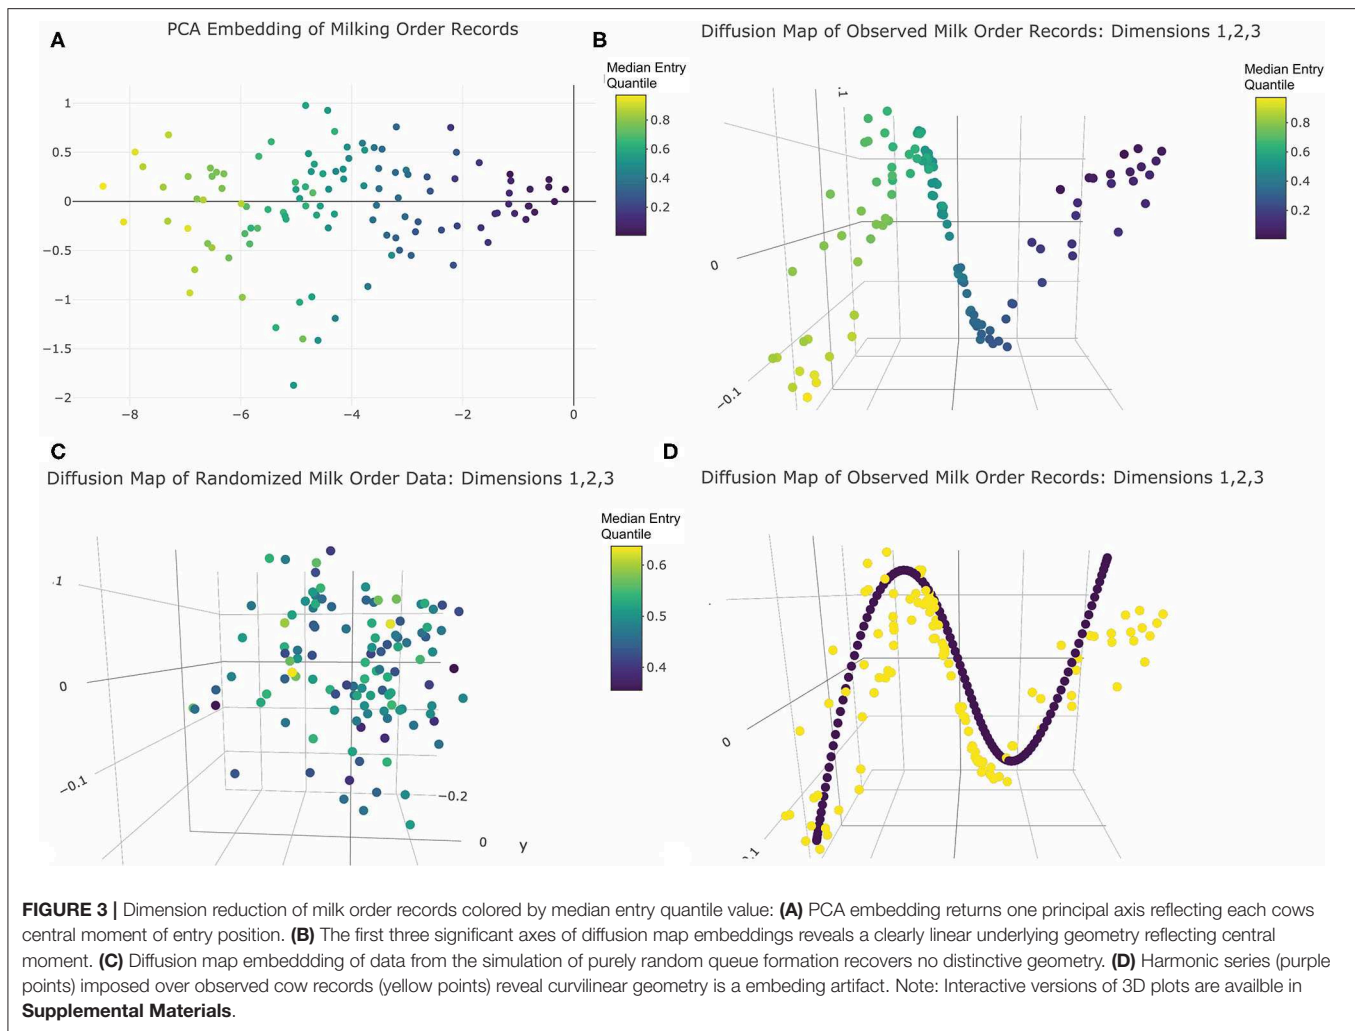 A
PCA Embedding of Milking Order Records
Median Entry
Quantile
0.8
0.6
0.4
0.2
1
0.5
0
−0.5
−1
−1.5
−2
−8
−6
−4
−2
0
B
Diffusion Map of Observed Milk Order Records: Dimensions 1,2,3
Median Entry
Quantile
0.8
0.6
0.4
0.2
.1
0
−0.1
C
Diffusion Map of Randomized Milk Order Data: Dimensions 1,2,3
Median Entry
Quantile
0.6
0.5
0.4
.1
0
−0.1
−0.2
0
y
D
Diffusion Map of Observed Milk Order Records: Dimensions 1,2,3
0
FIGURE 3 | Dimension reduction of milk order records colored by median entry quantile value: (A) PCA embedding returns one principal axis reflecting each cows
central moment of entry position. (B) The first three significant axes of diffusion map embeddings reveals a clearly linear underlying geometry reflecting central
moment. (C) Diffusion map embeddding of data from the simulation of purely random queue formation recovers no distinctive geometry. (D) Harmonic series (purple
points) imposed over observed cow records (yellow points) reveal curvilinear geometry is a embeding artifact. Note: Interactive versions of 3D plots are availble in
Supplemental Materials.